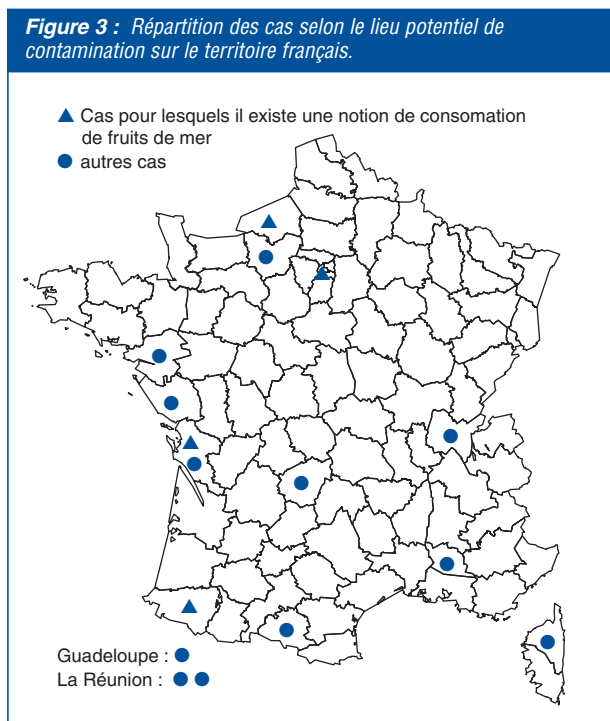 Figure 3 : Répartition des cas selon le lieu potentiel de
contamination sur le territoire français.
Cas pour lesquels il existe une notion de consomation
de fruits de mer
autres cas
Guadeloupe :
La Réunion :